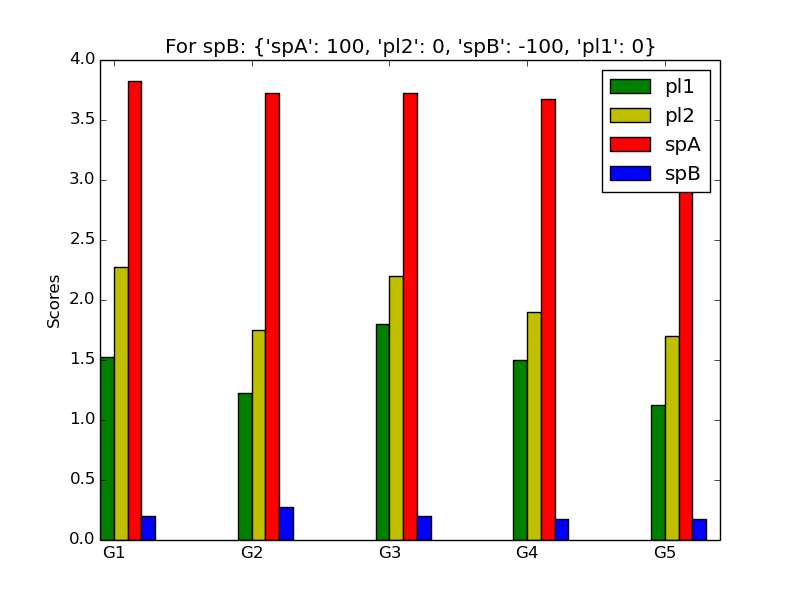 For spB: {'spA': 100, 'pl2': 0, 'spB': -100, 'pl1': 0}
4.0
3.5
3.0
2.5
2.0
1.5
1.0
0.5
0.0
Scores
pl1
pl2
spA
spB
G1 G2 G3 G4 G5